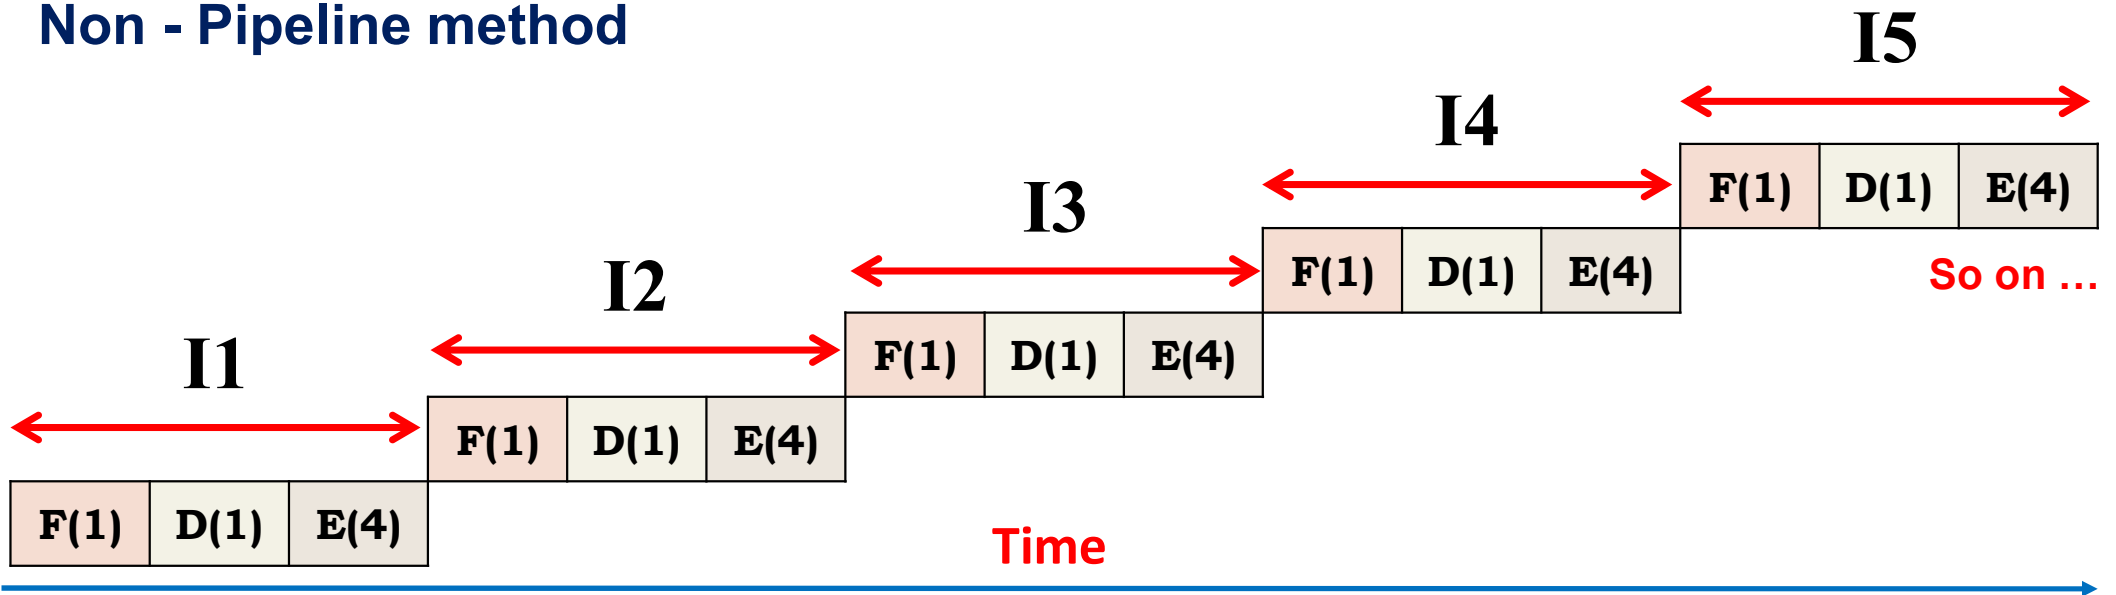 Non - Pipeline method
I5
I4
F(1) D(1) E(4)
I3
F(1) D(1) E(4)
So on ...
I2
F(1) D(1) E(4)
I1
F(1) D(1) E(4)
F(1) D(1) E(4)
Time